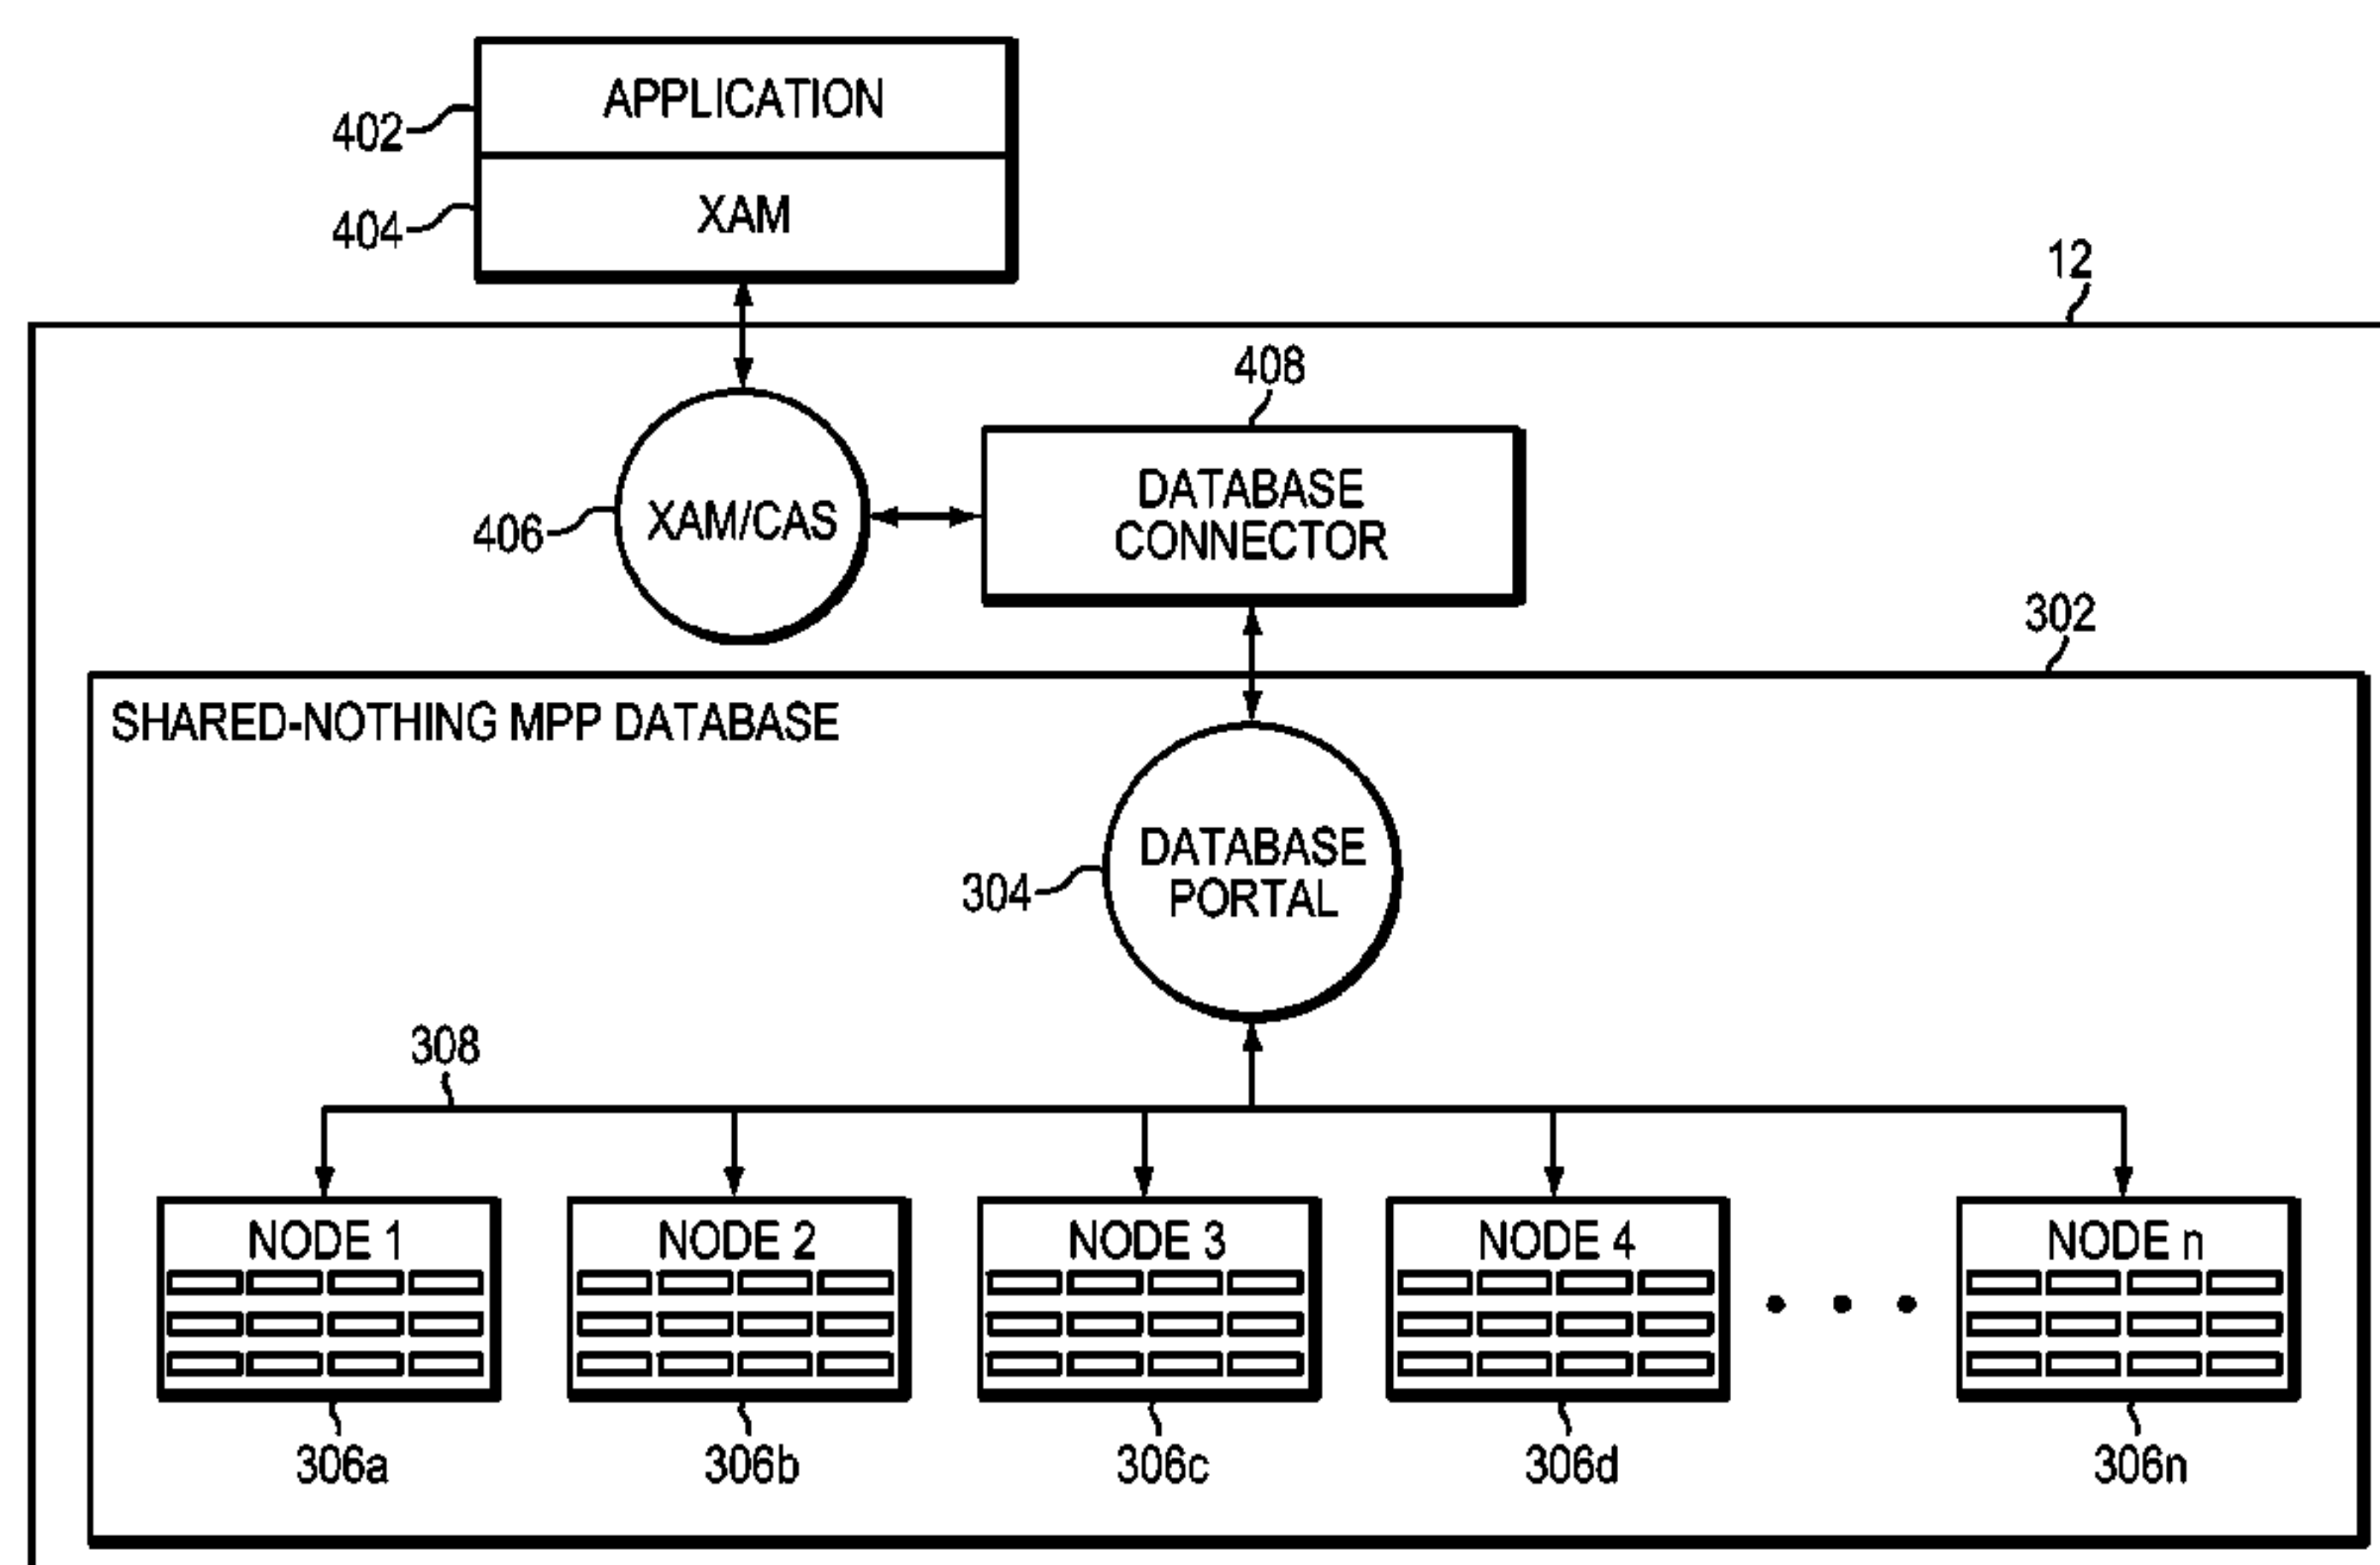 APPLICATION
402
XAM
404
12
408
DATABASE
CONNECTOR
XAM/CAS
406
302
SHARED-NOTHING MPP DATABASE
DATABASE
PORTAL
304
308
NODE 1
NODE 2
NODE 3
NODE 4
NODE n
306a
306b
306c
306d
306n